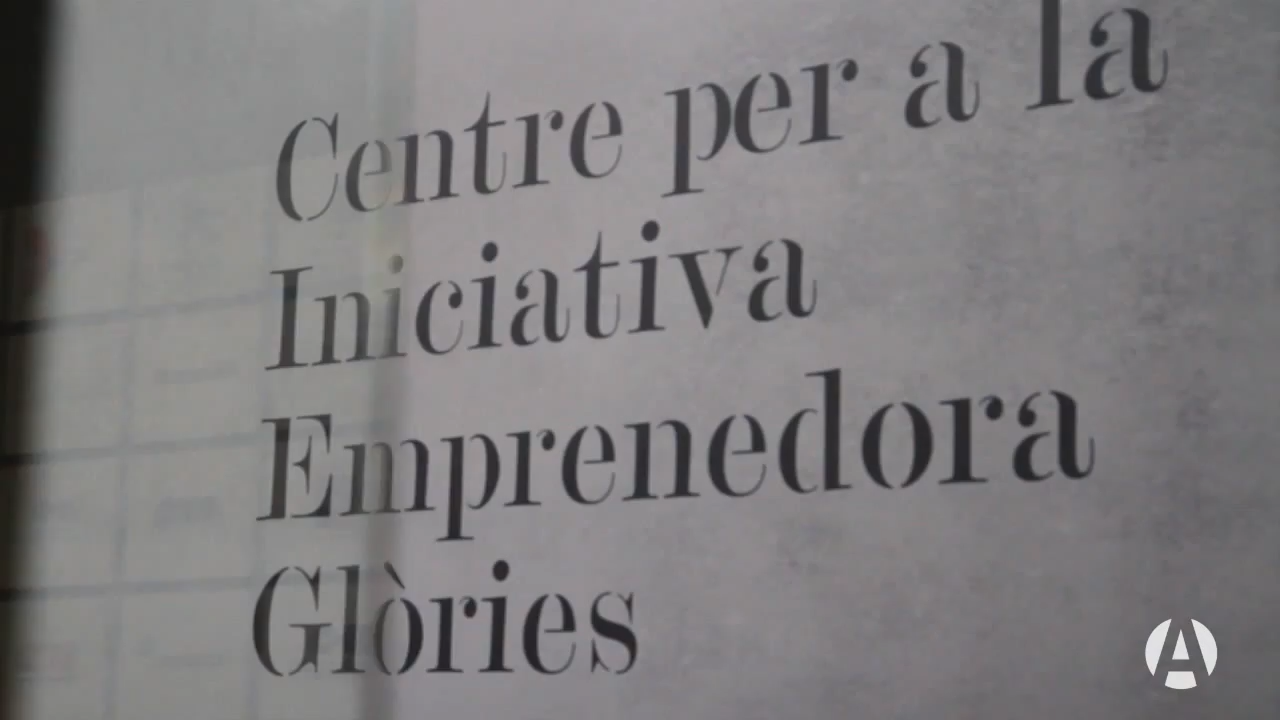 Centre per a la
Iniciativa
Emprenedora
Glòries
A